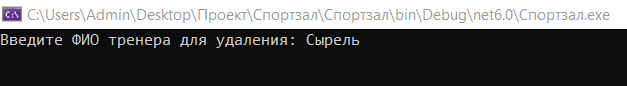 C:\Users\Admin\Desktop\Проект\Спортзал\Спортзал\bin\Debug\net6.0\Спортзал.exe
Введите ФИО тренера для удаления: Сырель